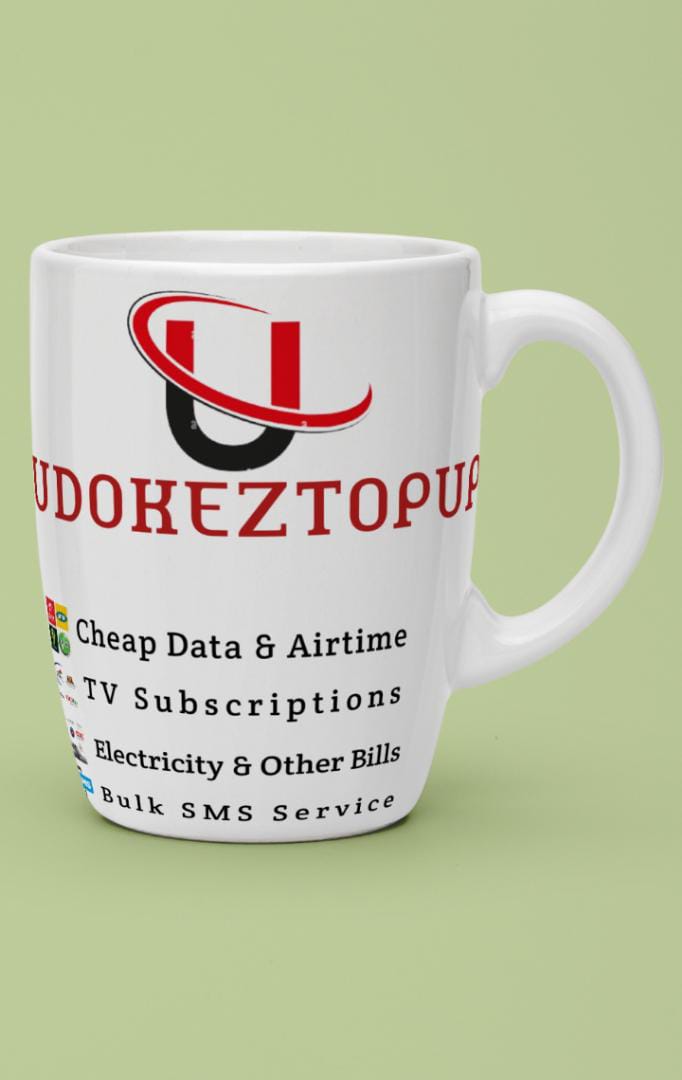 U
UDOKEZTOPUP
Cheap Data & Airtime
TV Subscriptions
Electricity & Other Bills
Bulk SMS Service